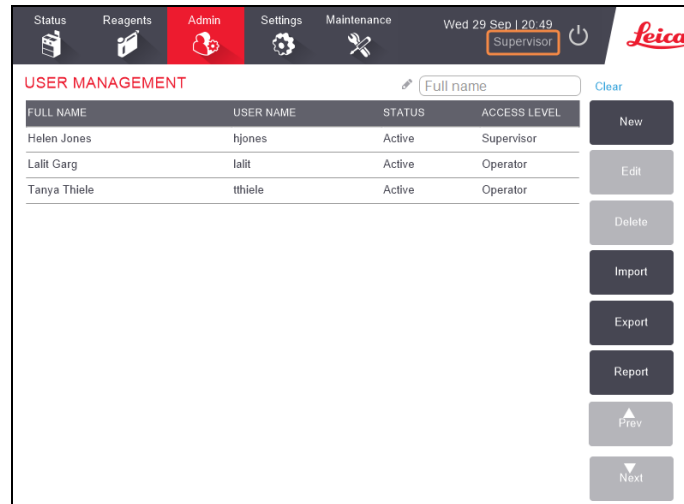 Status Reagents Admin Settings Maintenance Wed 29 Sep | 20:49
Supervisor
Leica
USER MANAGEMENT Full name Clear
FULL NAME USER NAME STATUS ACCESS LEVEL
Helen Jones hjones Active Supervisor
Lalit Garg lalit Active Operator
Tanya Thiele tthiele Active Operator
New
Edit
Delete
Import
Export
Report
Prev
Next